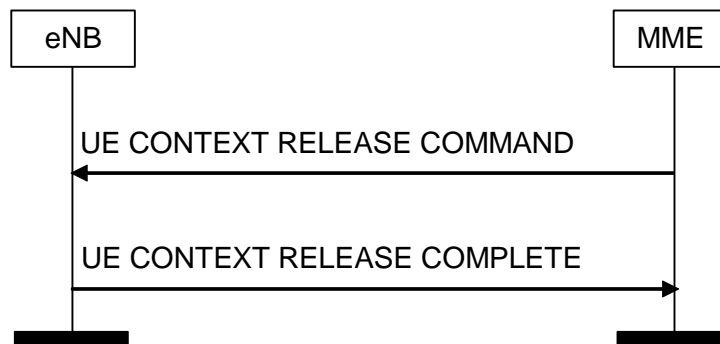 eNB
MME
UE CONTEXT RELEASE COMMAND
UE CONTEXT RELEASE COMPLETE